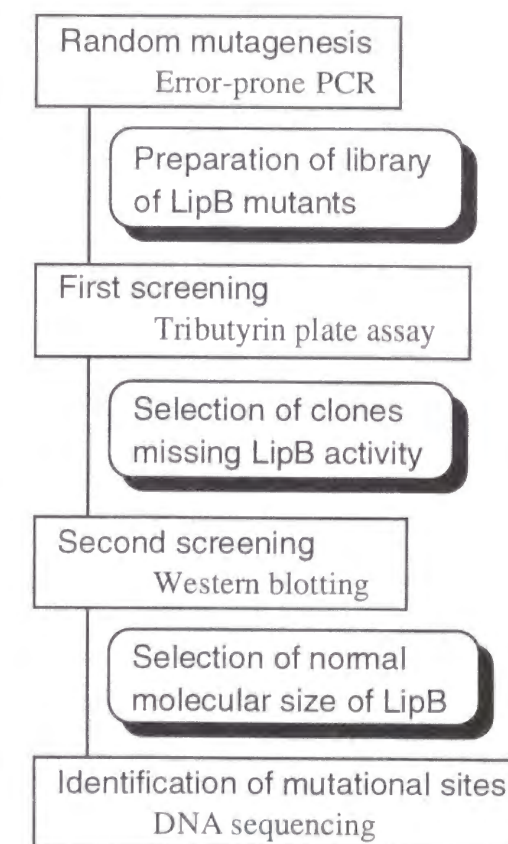 Random mutagenesis
Error-prone PCR
Preparation of library
of LipB mutants
First screening
Tributyrin plate assay
Selection of clones
missing LipB activity
Second screening
Western blotting
Selection of normal
molecular size of LipB
Identification of mutational sites
DNA sequencing